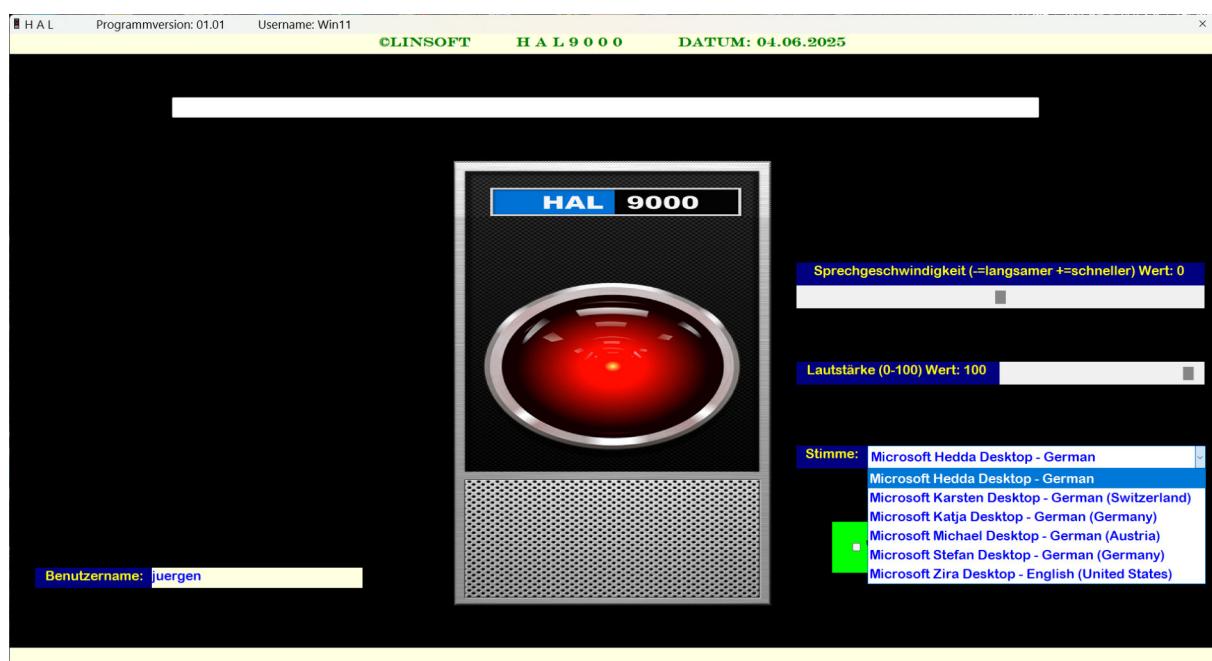 H A L Programmversion: 01.01 Username: Win11
©LINSOFT H A L 9 0 0 0 DATUM: 04.06.2025
HAL 9000
Sprechgeschwindigkeit (-=langsamer +=schneller) Wert: 0
Lautstärke (0-100) Wert: 100
Stimme: Microsoft Hedda Desktop - German
Microsoft Hedda Desktop - German
Microsoft Karsten Desktop - German (Switzerland)
Microsoft Katja Desktop - German (Germany)
Microsoft Michael Desktop - German (Austria)
Microsoft Stefan Desktop - German (Germany)
Microsoft Zira Desktop - English (United States)
Benutzername: juergen